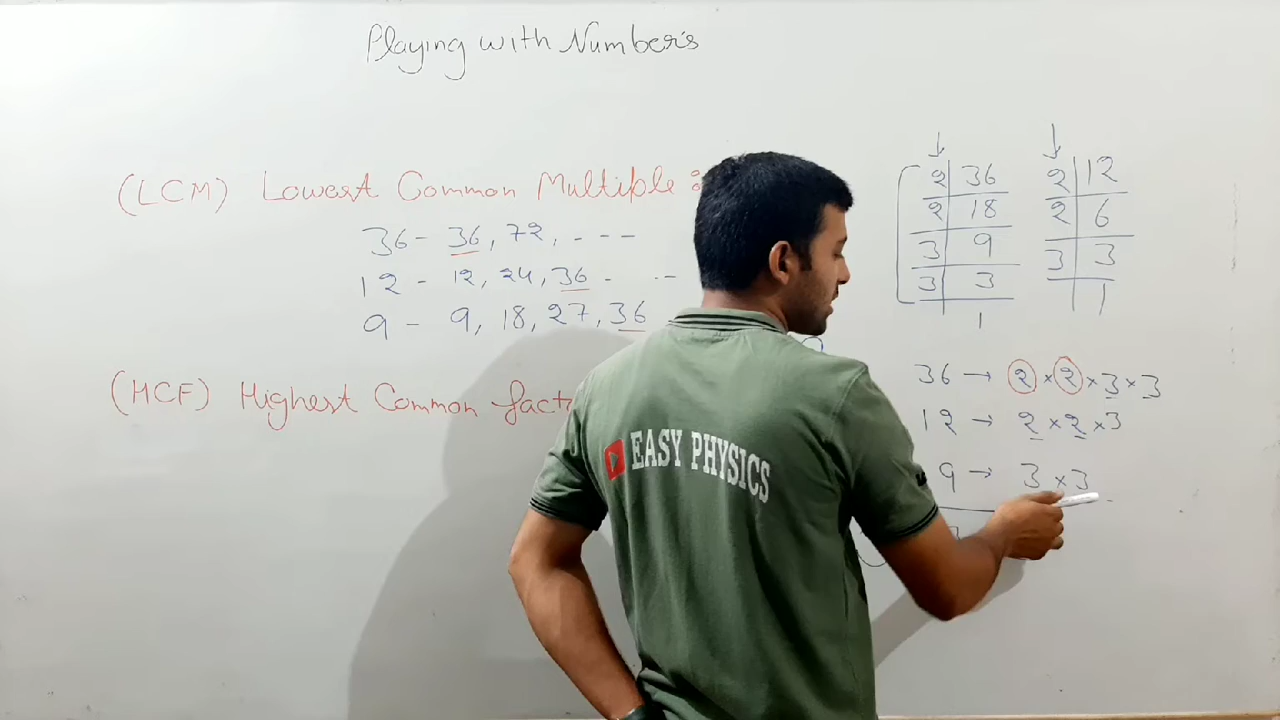 Playing with Number's
(LCM) Lowest Common Multiple :
36 - 36, 72, - - - -
12 - 12, 24, 36 - - -
9 - 9, 18, 27, 36
(HCF) Highest Common
2 36
2 18
3 9
3 3
1
2 12
2 6
3 3
1
36 → 2 × 2 × 3 × 3
12 → 2 × 2 × 3
9 → 3 × 3
EASY PHYSICS